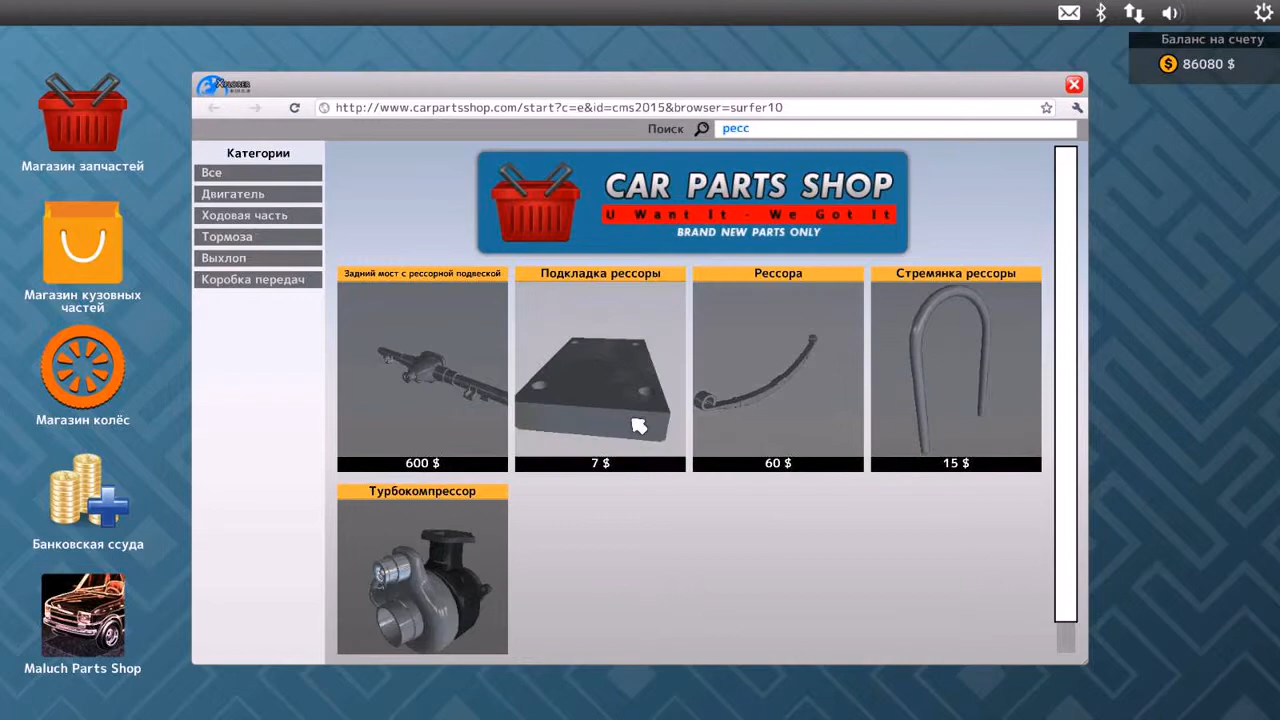 Баланс на счету
86080 $
XPLORER
http://www.carpartsshop.com/start?c=e&id=cms2015&browser=surfer10
Поиск
ресс
Категории
Все
Двигатель
Ходовая часть
Тормоза
Выхлоп
Коробка передач
CAR PARTS SHOP
U Want It - We Got It
BRAND NEW PARTS ONLY
Задний мост с рессорной подвеской
Подкладка рессоры
Рессора
Стремянка рессоры
600 $
7 $
60 $
15 $
Турбокомпрессор
Магазин запчастей
Магазин кузовных
частей
Магазин колёс
Банковская ссуда
Maluch Parts Shop